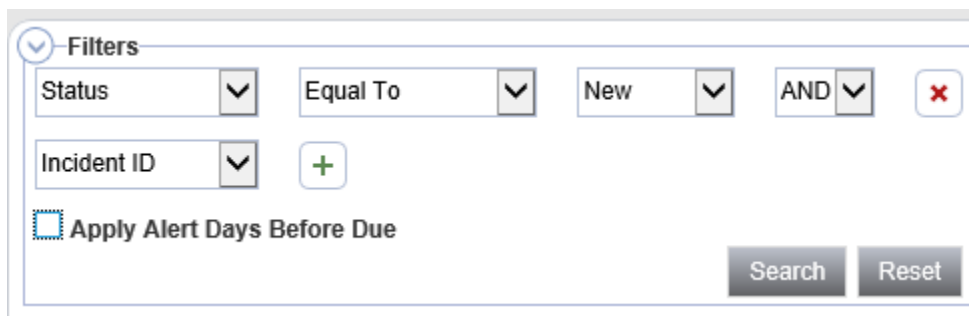 Filters
Status Equal To New AND
Incident ID
Apply Alert Days Before Due
Search Reset